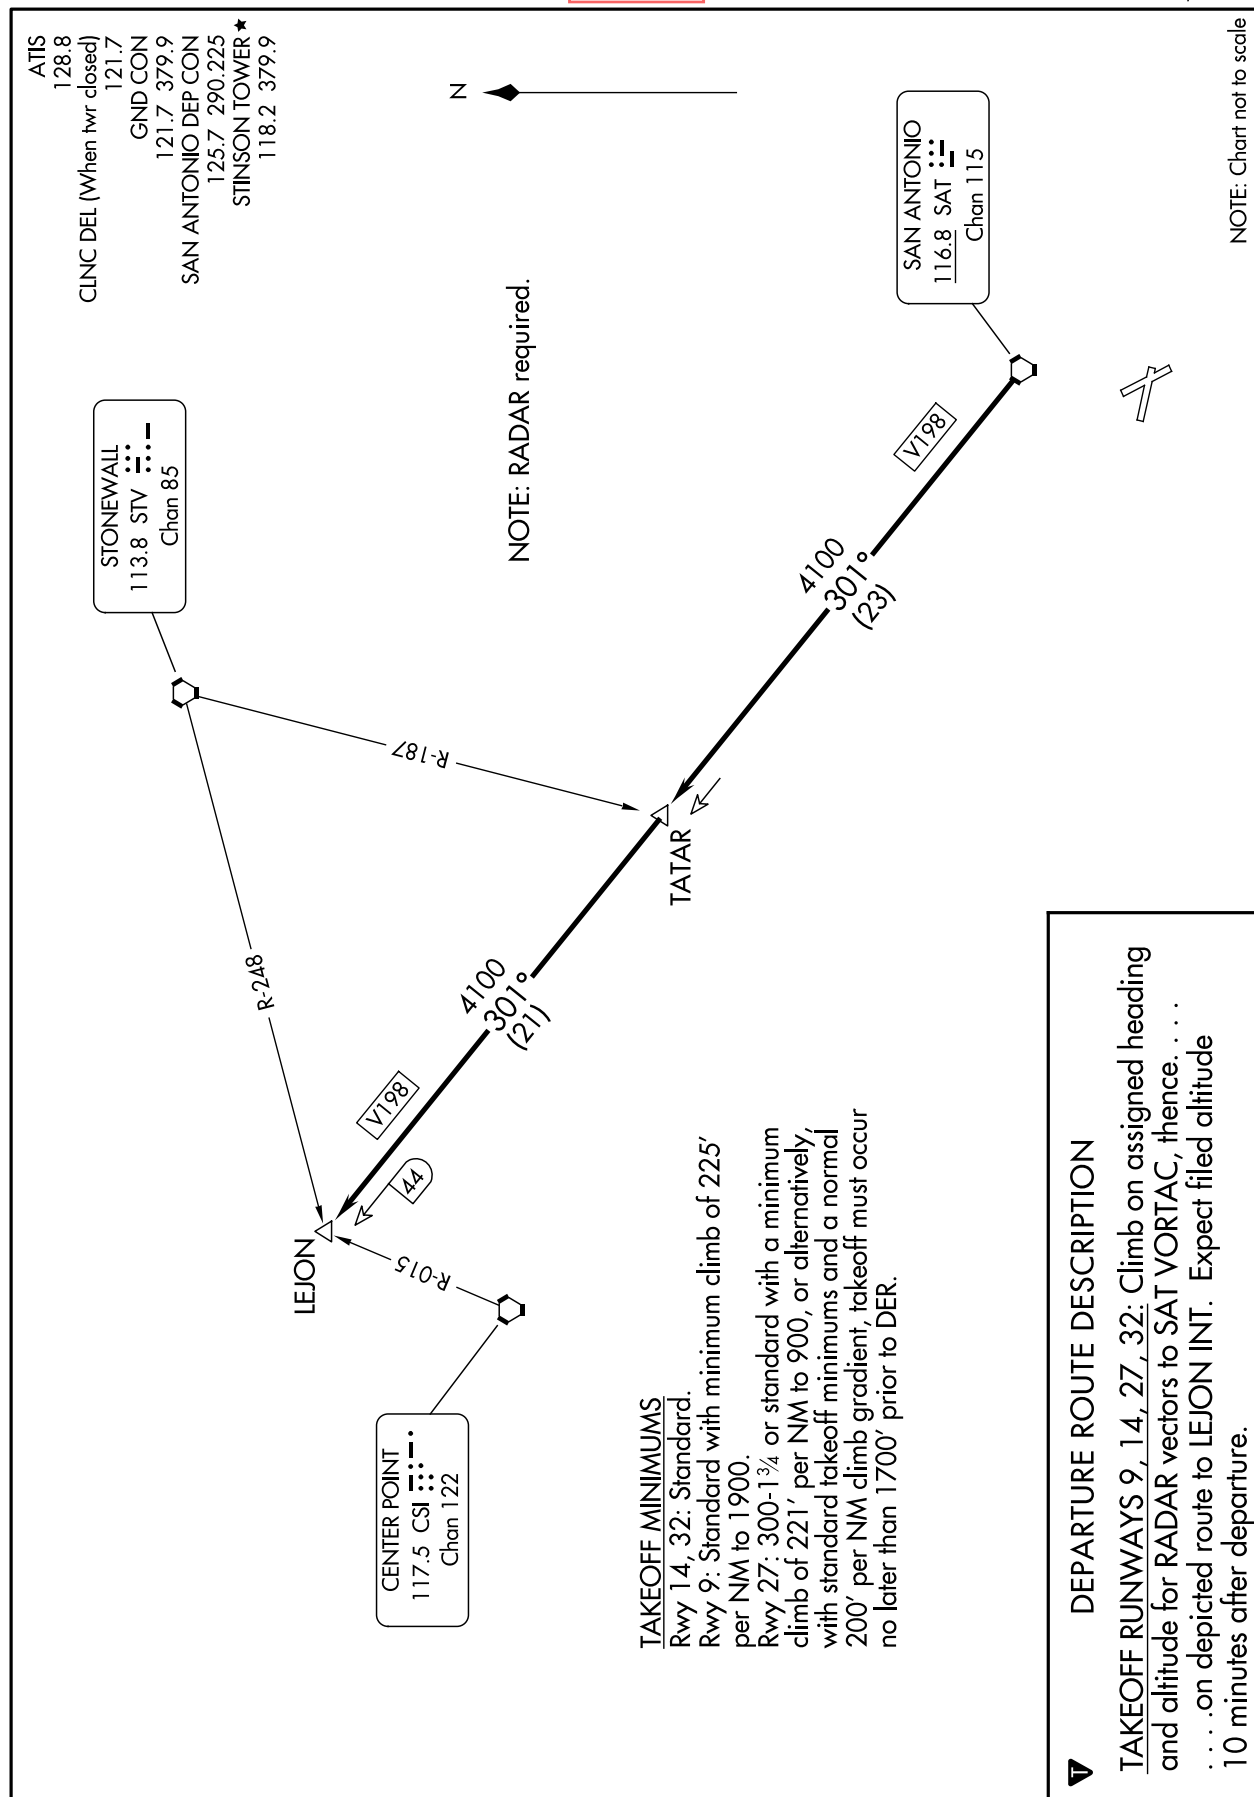 ATIS
128.8
CLNC DEL (When twr closed)
121.7
GND CON
121.7 379.9
SAN ANTONIO DEP CON
125.7 290.225
STINSON TOWER ★
118.2 379.9
N
STONEWALL
113.8 STV
Chan 85
NOTE: RADAR required.
SAN ANTONIO
116.8 SAT
Chan 115
R-248
R-187
LEJON
V198
44
R-015
4100
301°
(21)
TATAR
4100
301°
(23)
V198
CENTER POINT
117.5 CSI
Chan 122
TAKEOFF MINIMUMS
Rwy 14, 32: Standard.
Rwy 9: Standard with minimum climb of 225'
per NM to 1900.
Rwy 27: 300-1¾ or standard with a minimum
climb of 221' per NM to 900, or alternatively,
with standard takeoff minimums and a normal
200' per NM climb gradient, takeoff must occur
no later than 1700' prior to DER.
NOTE: Chart not to scale
T
DEPARTURE ROUTE DESCRIPTION
TAKEOFF RUNWAYS 9, 14, 27, 32: Climb on assigned heading
and altitude for RADAR vectors to SAT VORTAC, thence. . . .
. . . .on depicted route to LEJON INT. Expect filed altitude
10 minutes after departure.